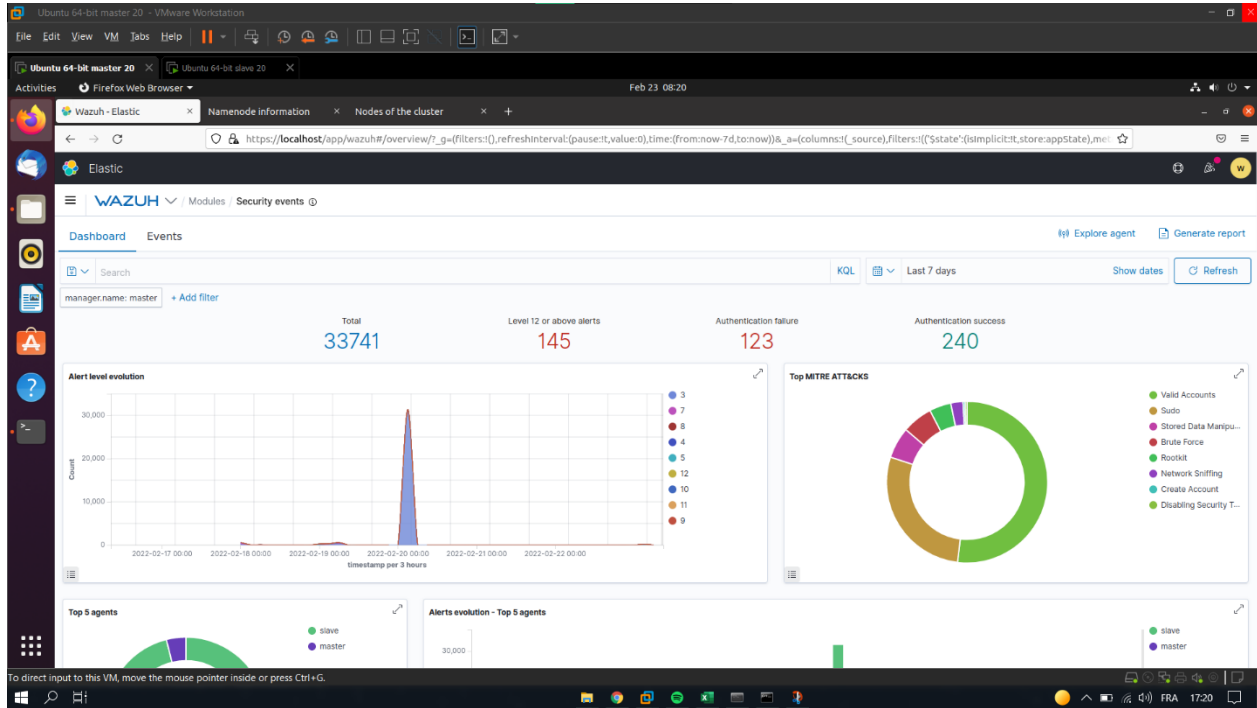 Ubuntu 64-bit master 20 - VMware Workstation
File Edit View VM Tabs Help
Ubuntu 64-bit master 20 Ubuntu 64-bit slave 20
Activities Firefox Web Browser Feb 23 08:20
Wazuh - Elastic Namenode information Nodes of the cluster
https://localhost/app/wazuh#/overview/?_g=(filters:!(),refreshInterval:(pause:!t,value:0),time:(from:now-7d,to:now))&_a=(columns:!(_source),filters:!(('$state':(isImplicit:!t,store:appState),me
Elastic w
WAZUH / Modules / Security events
Dashboard Events Explore agent Generate report
Search KQL Last 7 days Show dates Refresh
manager.name: master + Add filter
Total Level 12 or above alerts Authentication failure Authentication success
33741 145 123 240
Alert level evolution
30,000
20,000
10,000
0
Count
2022-02-17 00:00 2022-02-18 00:00 2022-02-19 00:00 2022-02-20 00:00 2022-02-21 00:00 2022-02-22 00:00
timestamp per 3 hours
3
7
8
4
5
12
10
11
9
Top MITRE ATT&CKS
Valid Accounts
Sudo
Stored Data Manipu...
Brute Force
Rootkit
Network Sniffing
Create Account
Disabling Security T...
Top 5 agents
slave
master
Alerts evolution - Top 5 agents
30,000
slave
master
To direct input to this VM, move the mouse pointer inside or press Ctrl+G.
FRA 17:20